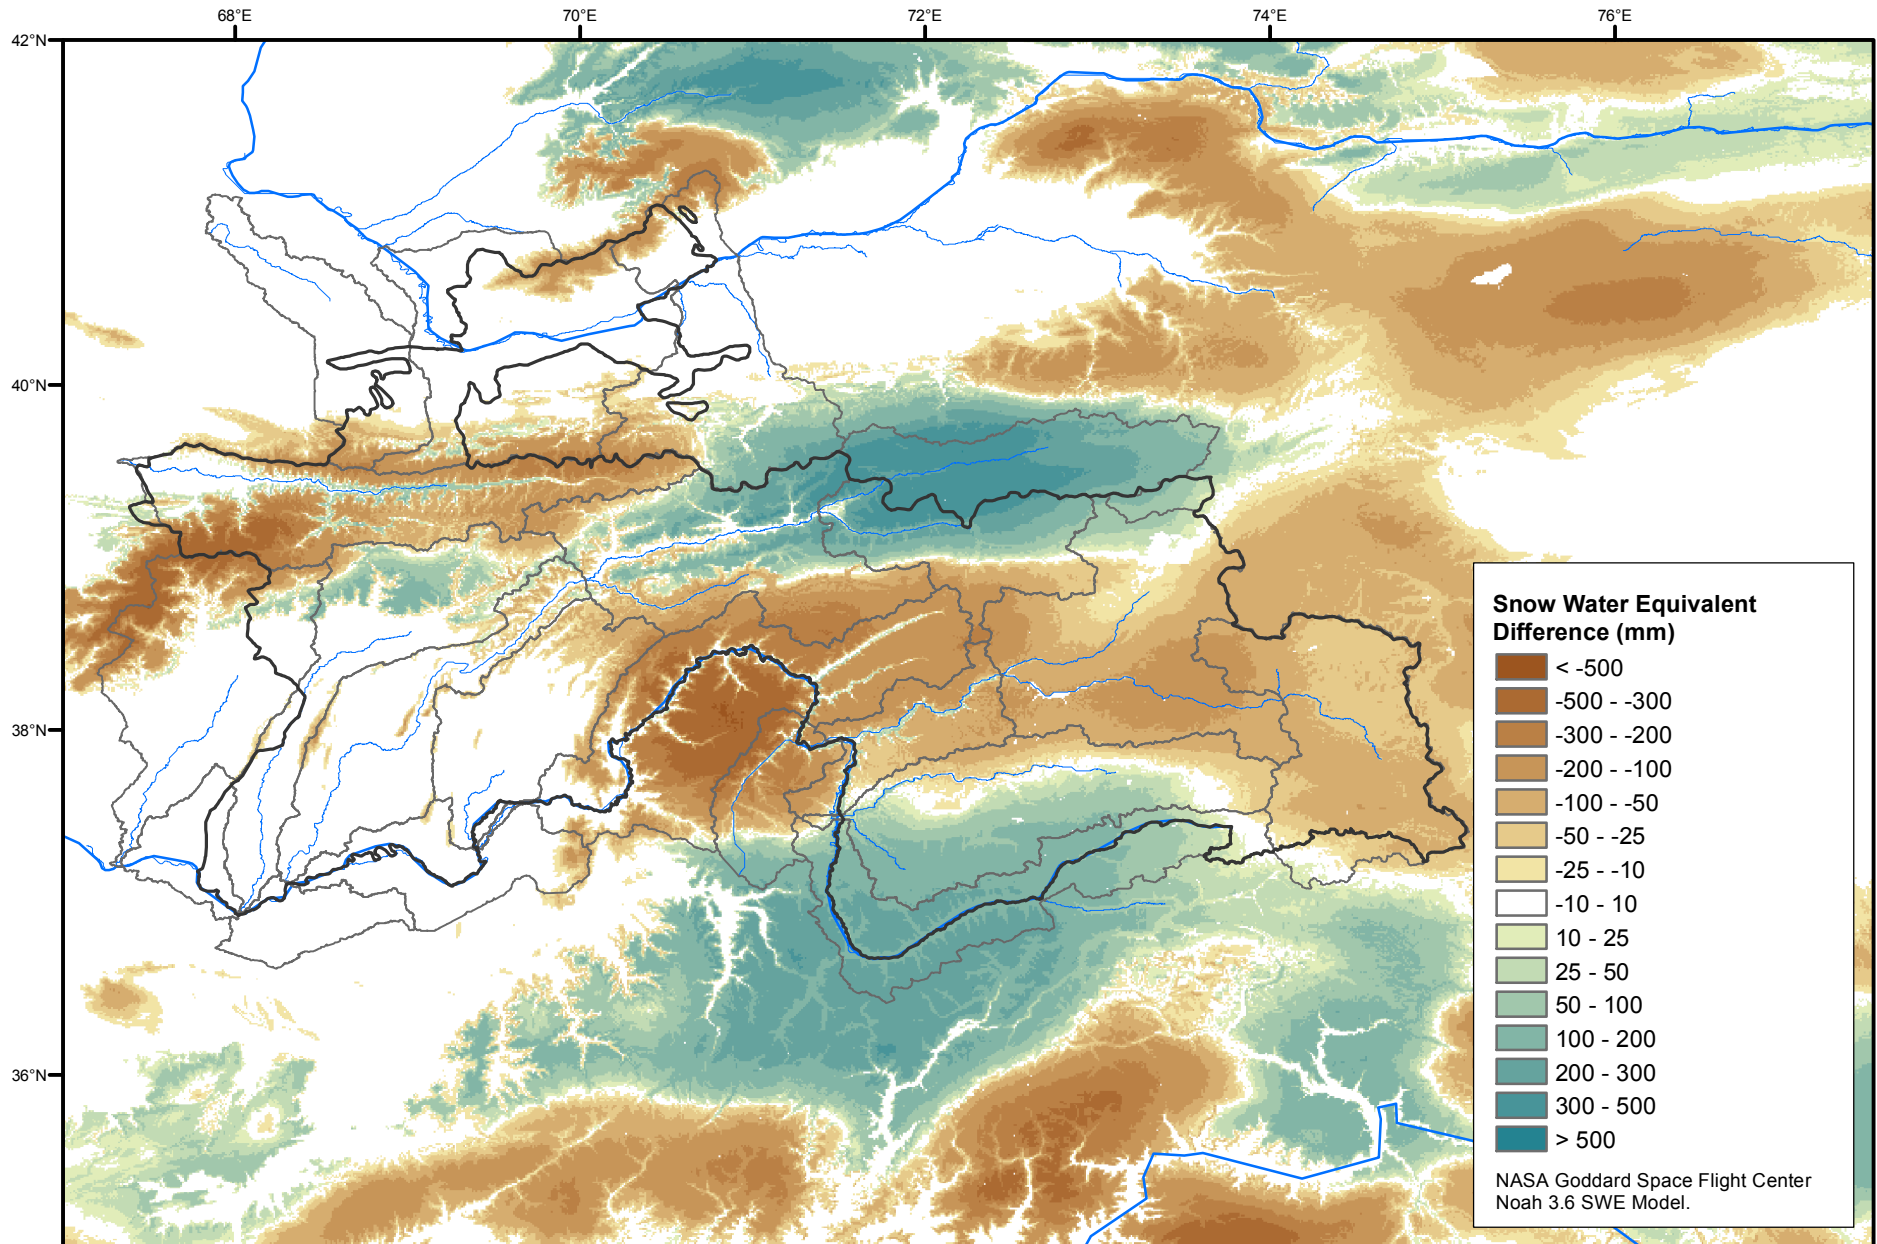 68°E
70°E
72°E
74°E
76°E
42°N
40°N
38°N
36°N
Snow Water Equivalent
Difference (mm)
< -500
-500 - -300
-300 - -200
-200 - -100
-100 - -50
-50 - -25
-25 - -10
-10 - 10
10 - 25
25 - 50
50 - 100
100 - 200
200 - 300
300 - 500
> 500
NASA Goddard Space Flight Center
Noah 3.6 SWE Model.